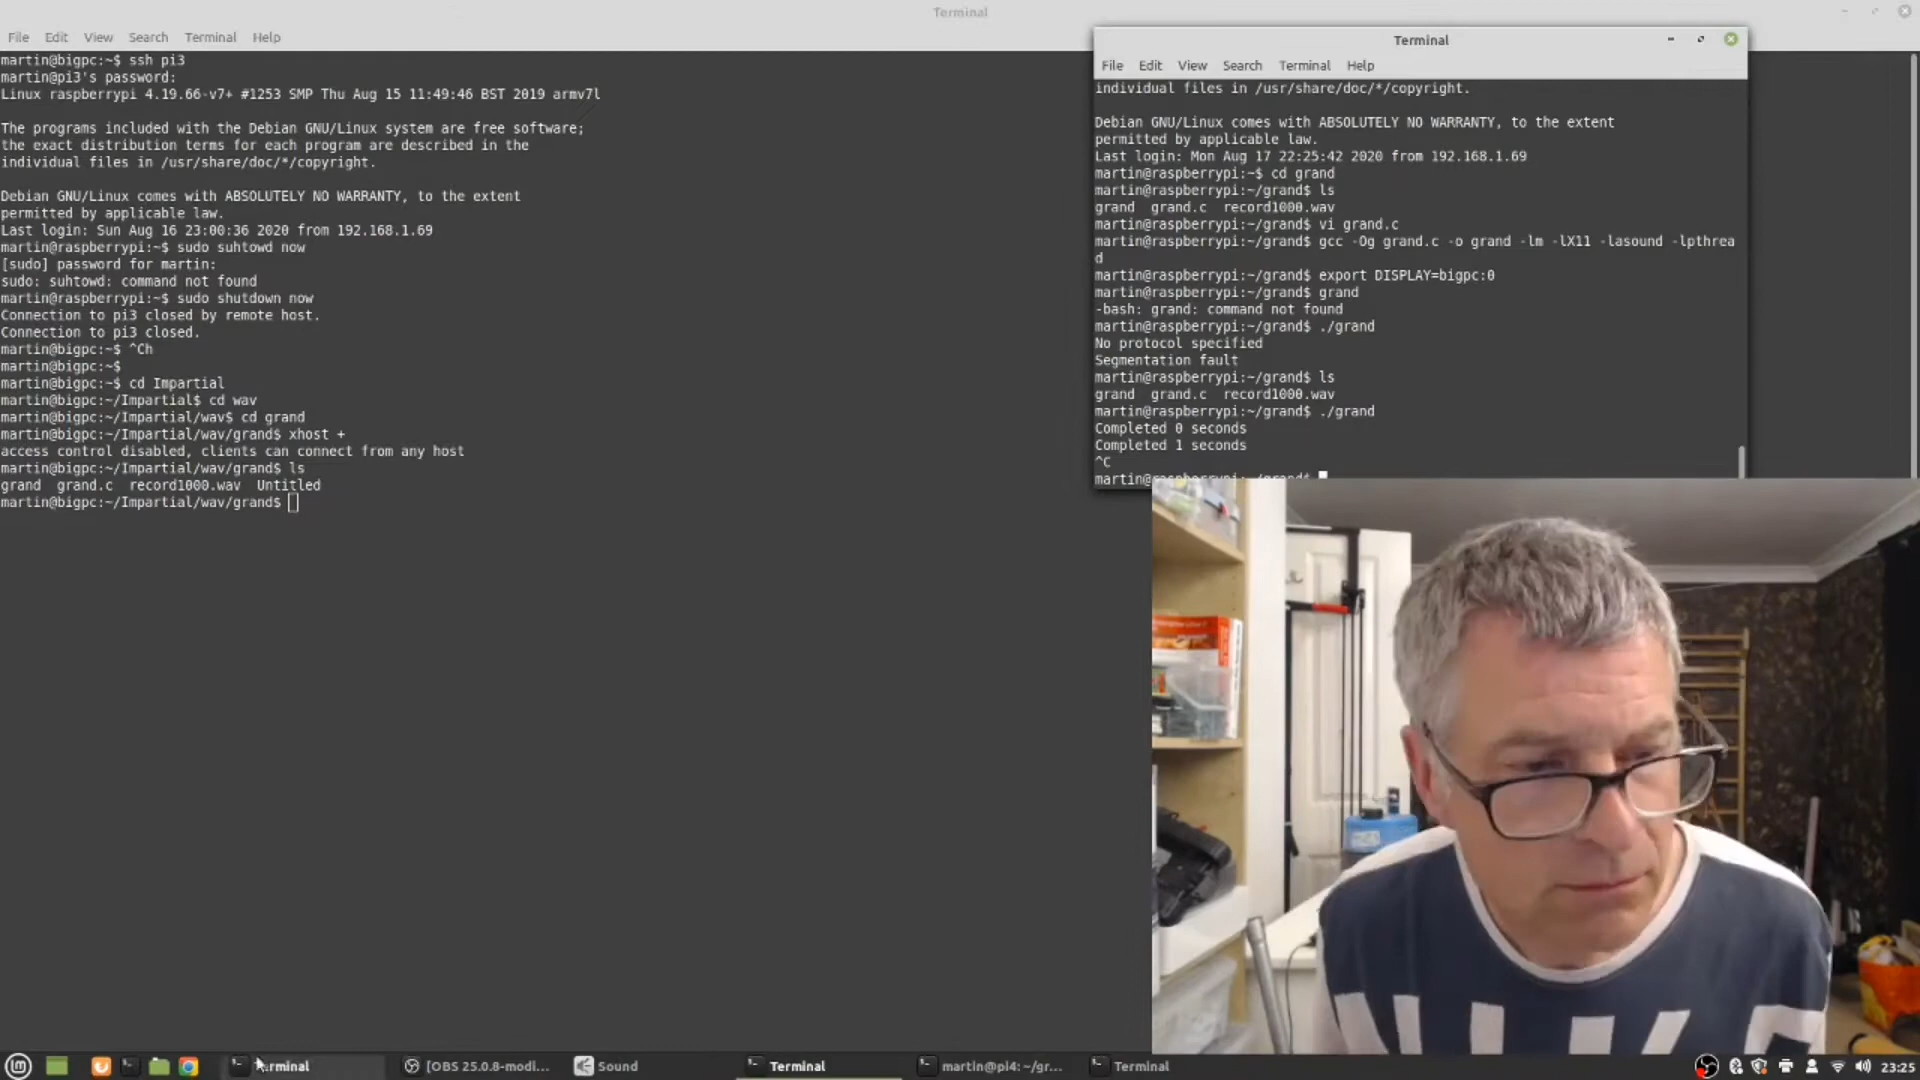 Terminal
File Edit View Search Terminal Help
martin@bigpc:~$ ssh pi3
martin@pi3's password:
Linux raspberrypi 4.19.66-v7+ #1253 SMP Thu Aug 15 11:49:46 BST 2019 armv7l
The programs included with the Debian GNU/Linux system are free software;
the exact distribution terms for each program are described in the
individual files in /usr/share/doc/*/copyright.
Debian GNU/Linux comes with ABSOLUTELY NO WARRANTY, to the extent
permitted by applicable law.
Last login: Sun Aug 16 23:00:36 2020 from 192.168.1.69
martin@raspberrypi:~$ sudo suhtowd now
[sudo] password for martin:
sudo: suhtowd: command not found
martin@raspberrypi:~$ sudo shutdown now
Connection to pi3 closed by remote host.
Connection to pi3 closed.
martin@bigpc:~$ ^Ch
martin@bigpc:~$
martin@bigpc:~$ cd Impartial
martin@bigpc:~/Impartial$ cd wav
martin@bigpc:~/Impartial/wav$ cd grand
martin@bigpc:~/Impartial/wav/grand$ xhost +
access control disabled, clients can connect from any host
martin@bigpc:~/Impartial/wav/grand$ ls
grand grand.c record1000.wav Untitled
martin@bigpc:~/Impartial/wav/grand$
Terminal
File Edit View Search Terminal Help
individual files in /usr/share/doc/*/copyright.
Debian GNU/Linux comes with ABSOLUTELY NO WARRANTY, to the extent
permitted by applicable law.
Last login: Mon Aug 17 22:25:42 2020 from 192.168.1.69
martin@raspberrypi:~$ cd grand
martin@raspberrypi:~/grand$ ls
grand grand.c record1000.wav
martin@raspberrypi:~/grand$ vi grand.c
martin@raspberrypi:~/grand$ gcc -Og grand.c -o grand -lm -lX11 -lasound -lpthrea
d
martin@raspberrypi:~/grand$ export DISPLAY=bigpc:0
martin@raspberrypi:~/grand$ grand
-bash: grand: command not found
martin@raspberrypi:~/grand$ ./grand
No protocol specified
Segmentation fault
martin@raspberrypi:~/grand$ ls
grand grand.c record1000.wav
martin@raspberrypi:~/grand$ ./grand
Completed 0 seconds
Completed 1 seconds
^C
martin@raspberrypi:~/grand$
erminal
[OBS 25.0.8-modi...
Sound
Terminal
martin@pi4: ~/gr...
Terminal
23:25